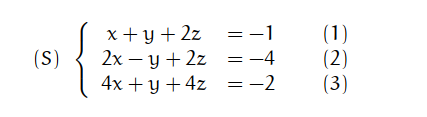 x + y + 2z = −1 (1)
(S) 2x − y + 2z = −4 (2)
4x + y + 4z = −2 (3)